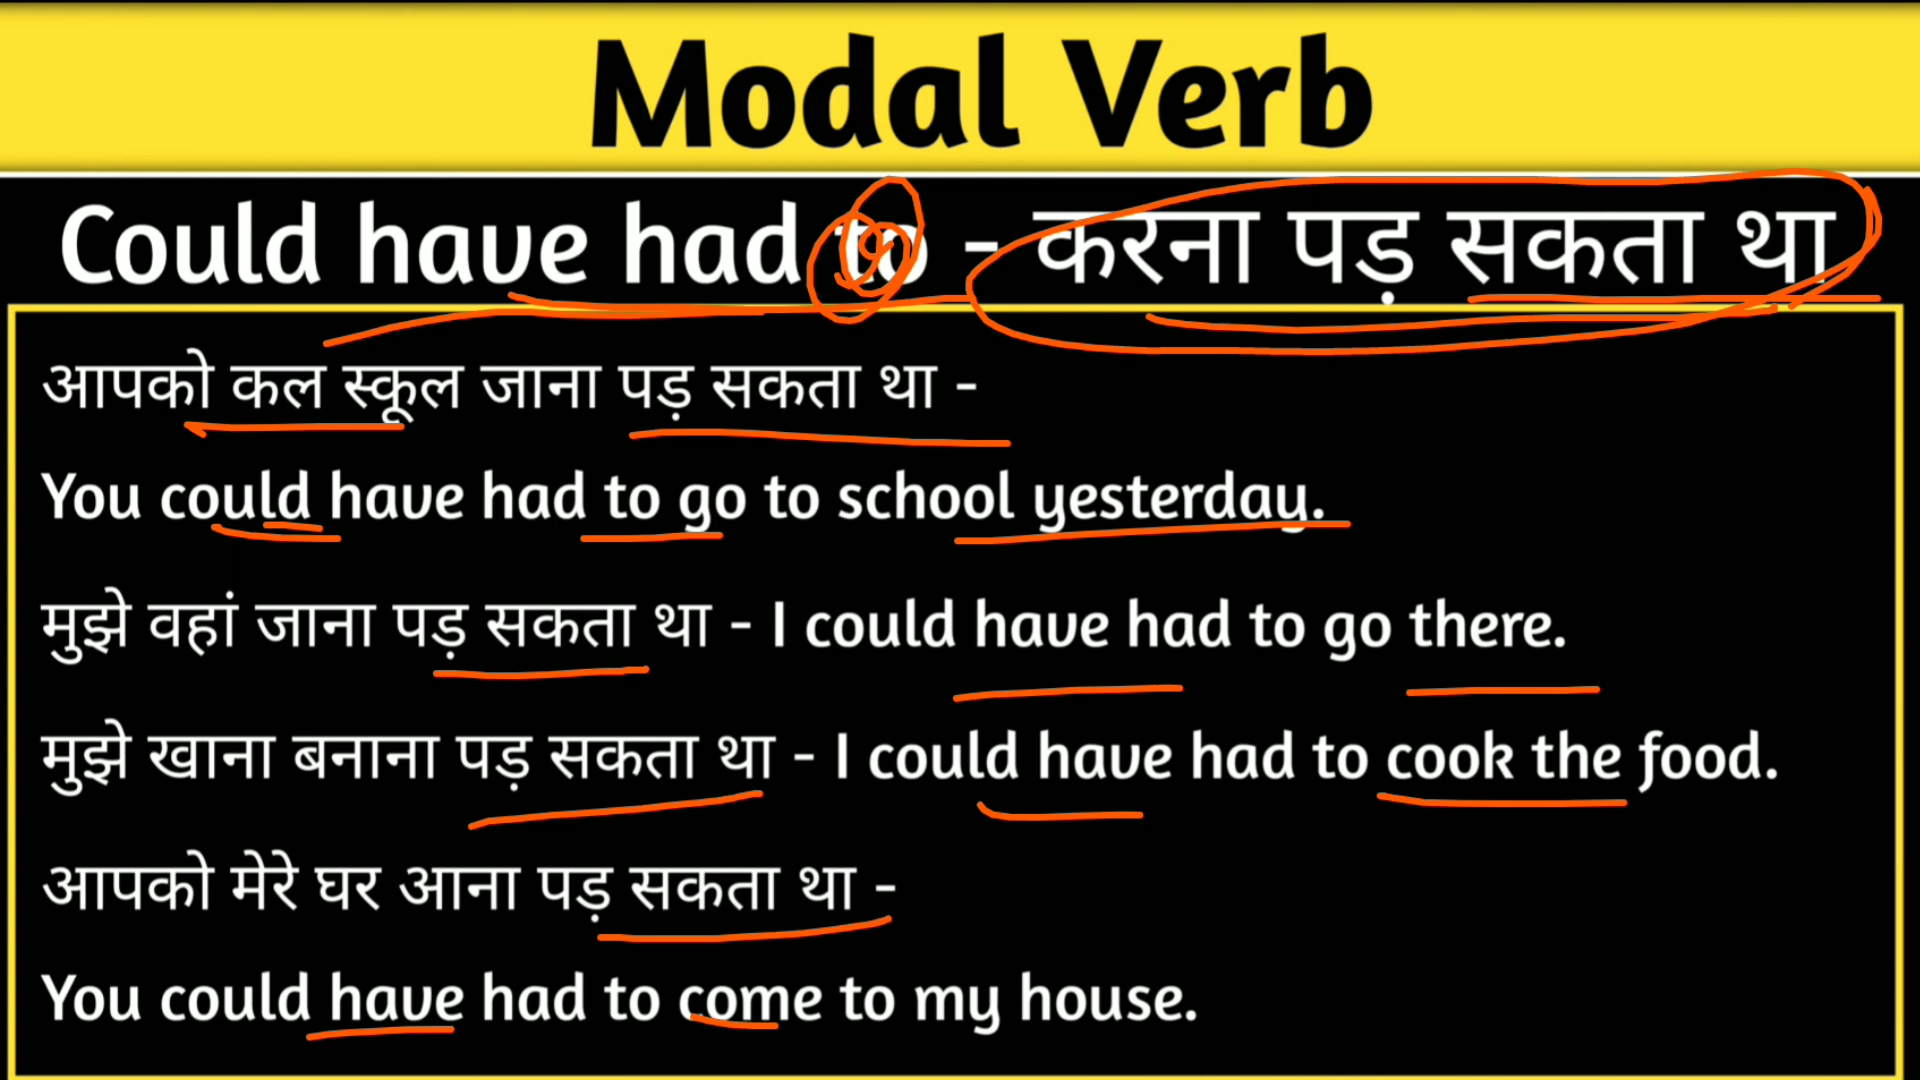 Modal Verb
Could have had to - करना पड़ सकता था
आपको कल स्कूल जाना पड़ सकता था -
You could have had to go to school yesterday.
मुझे वहां जाना पड़ सकता था - I could have had to go there.
मुझे खाना बनाना पड़ सकता था - I could have had to cook the food.
आपको मेरे घर आना पड़ सकता था -
You could have had to come to my house.